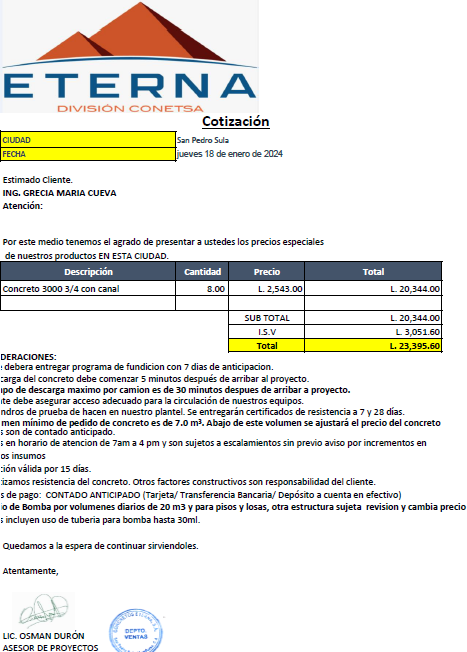 ETERNA
DIVISIÓN CONETSA
Cotización
CIUDAD San Pedro Sula
FECHA jueves 18 de enero de 2024
Estimado Cliente.
ING. GRECIA MARIA CUEVA
Atención:
Por este medio tenemos el agrado de presentar a ustedes los precios especiales
de nuestros productos EN ESTA CIUDAD.
Descripción Cantidad Precio Total
Concreto 3000 3/4 con canal 8.00 L. 2,543.00 L. 20,344.00
SUB TOTAL L. 20,344.00
I.S.V L. 3,051.60
Total L. 23,395.60
DERACIONES:
debera entregar programa de fundicion con 7 dias de anticipacion.
carga del concreto debe comenzar 5 minutos después de arribar al proyecto.
po de descarga maximo por camion es de 30 minutos despues de arribar a proyecto.
te debe asegurar acceso adecuado para la circulación de nuestros equipos.
ndros de prueba de hacen en nuestro plantel. Se entregarán certificados de resistencia a 7 y 28 días.
men mínimo de pedido de concreto es de 7.0 m³. Abajo de este volumen se ajustará el precio del concreto
s son de contado anticipado.
s en horario de atencion de 7am a 4 pm y son sujetos a escalamientos sin previo aviso por incrementos en
os insumos
ción válida por 15 días.
tizamos resistencia del concreto. Otros factores constructivos son responsabilidad del cliente.
s de pago: CONTADO ANTICIPADO (Tarjeta/ Transferencia Bancaria/ Depósito a cuenta en efectivo)
o de Bomba por volumenes diarios de 20 m3 y para pisos y losas, otra estructura sujeta revision y cambia precio
s incluyen uso de tuberia para bomba hasta 30ml.
Quedamos a la espera de continuar sirviendoles.
Atentamente,
DEPTO.
VENTAS
LIC. OSMAN DURÓN
ASESOR DE PROYECTOS